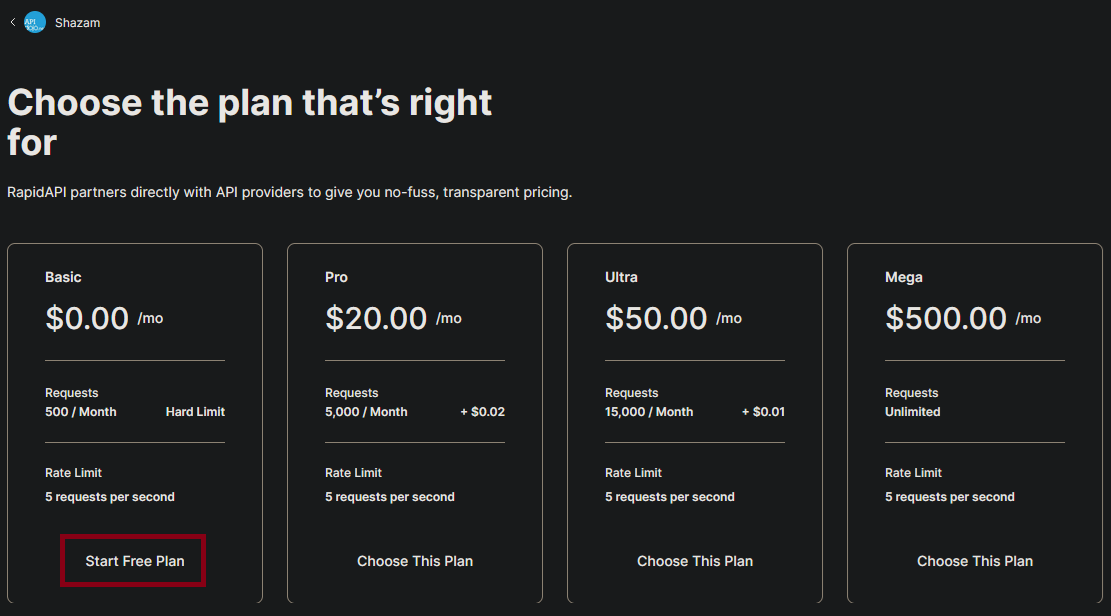 Shazam
Choose the plan that's right
for
RapidAPI partners directly with API providers to give you no-fuss, transparent pricing.
Basic
$0.00 /mo
Requests
500 / Month Hard Limit
Rate Limit
5 requests per second
Start Free Plan
Pro
$20.00 /mo
Requests
5,000 / Month + $0.02
Rate Limit
5 requests per second
Choose This Plan
Ultra
$50.00 /mo
Requests
15,000 / Month + $0.01
Rate Limit
5 requests per second
Choose This Plan
Mega
$500.00 /mo
Requests
Unlimited
Rate Limit
5 requests per second
Choose This Plan